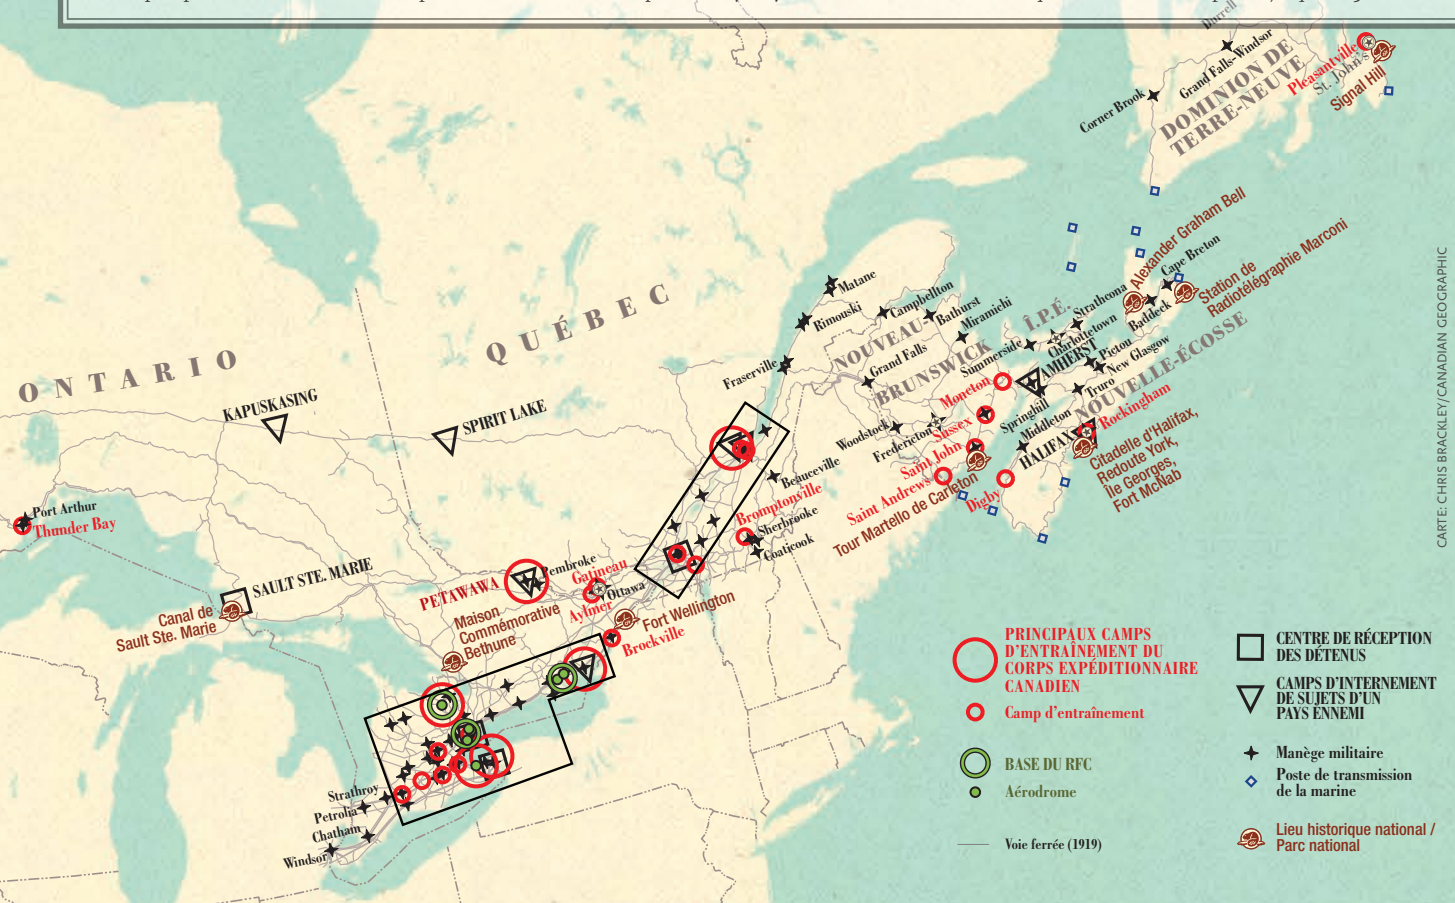 Durrell
Grand Falls-Windsor
Corner Brook
DOMINION DE
TERRE-NEUVE
Pleasantville
St. John's
Signal Hill
Alexander Graham Bell
Cape Breton
Station de
Radiotélégraphie Marconi
Baddeck
Strathcona
Î.P.É.
Charlottetown
Summerside
AMHERST
Pictou
New Glasgow
Truro
NOUVELLE-ÉCOSSE
Rockingham
Springhill
Middleton
HALIFAX
Citadelle d'Halifax,
Redoute York,
Île Georges,
Fort McNab
Matane
Rimouski
Fraserville
Campbellton
Bathurst
Miramichi
NOUVEAU-
BRUNSWICK
Grand Falls
Moncton
Sussex
Woodstock
Fredericton
Saint John
Saint Andrews
Tour Martello de Carleton
Digby
QUÉBEC
ONTARIO
KAPUSKASING
SPIRIT LAKE
Beauceville
Bromptonville
Sherbrooke
Coaticook
Port Arthur
Thunder Bay
SAULT STE. MARIE
Canal de
Sault Ste. Marie
PETAWAWA
Pembroke
Gatineau
Ottawa
Aylmer
Maison
Commémorative
Bethune
Fort Wellington
Brockville
Strathroy
Petrolia
Chatham
Windsor
PRINCIPAUX CAMPS
D'ENTRAÎNEMENT DU
CORPS EXPÉDITIONNAIRE
CANADIEN
Camp d'entraînement
BASE DU RFC
Aérodrome
Voie ferrée (1919)
CENTRE DE RÉCEPTION
DES DÉTENUS
CAMPS D'INTERNEMENT
DE SUJETS D'UN
PAYS ENNEMI
Manège militaire
Poste de transmission
de la marine
Lieu historique national /
Parc national
CARTE: CHRIS BRACKLEY/CANADIAN GEOGRAPHIC